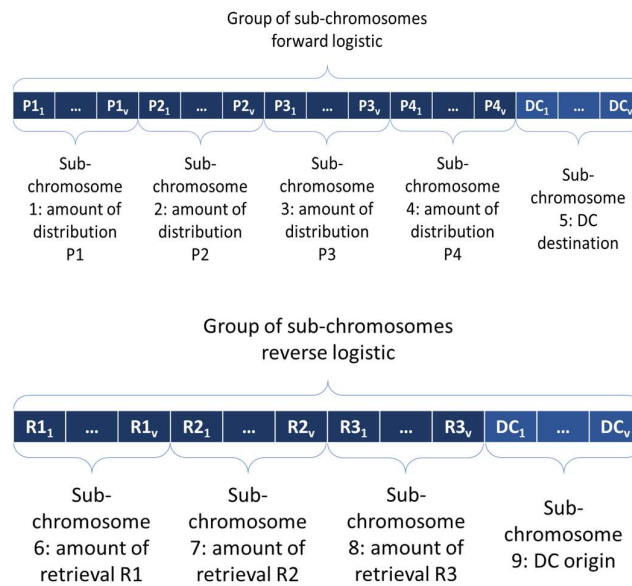 Group of sub-chromosomes
forward logistic
P1₁ ... P1ᵥ P2₁ ... P2ᵥ P3₁ ... P3ᵥ P4₁ ... P4ᵥ DC₁ ... DCᵥ
Sub-
chromosome
1: amount of
distribution
P1
Sub-
chromosome
2: amount of
distribution
P2
Sub-
chromosome
3: amount of
distribution
P3
Sub-
chromosome
4: amount of
distribution
P4
Sub-
chromosome
5: DC
destination
Group of sub-chromosomes
reverse logistic
R1₁ ... R1ᵥ R2₁ ... R2ᵥ R3₁ ... R3ᵥ DC₁ ... DCᵥ
Sub-
chromosome
6: amount of
retrieval R1
Sub-
chromosome
7: amount of
retrieval R2
Sub-
chromosome
8: amount of
retrieval R3
Sub-
chromosome
9: DC origin